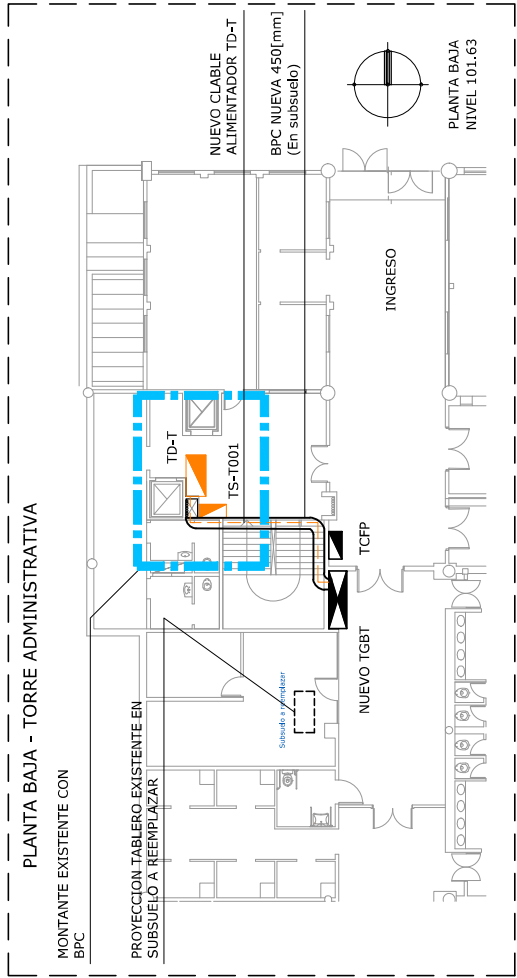 PLANTA BAJA - TORRE ADMINISTRATIVA
MONTANTE EXISTENTE CON
BPC
PROYECCION TABLERO EXISTENTE EN
SUBSUELO A REEMPLAZAR
Subsuelo a reemplazar
TD-T
TS-T001
NUEVO TGBT
TCFP
INGRESO
NUEVO CLABLE
ALIMENTADOR TD-T
BPC NUEVA 450[mm]
(En subsuelo)
PLANTA BAJA
NIVEL 101.63